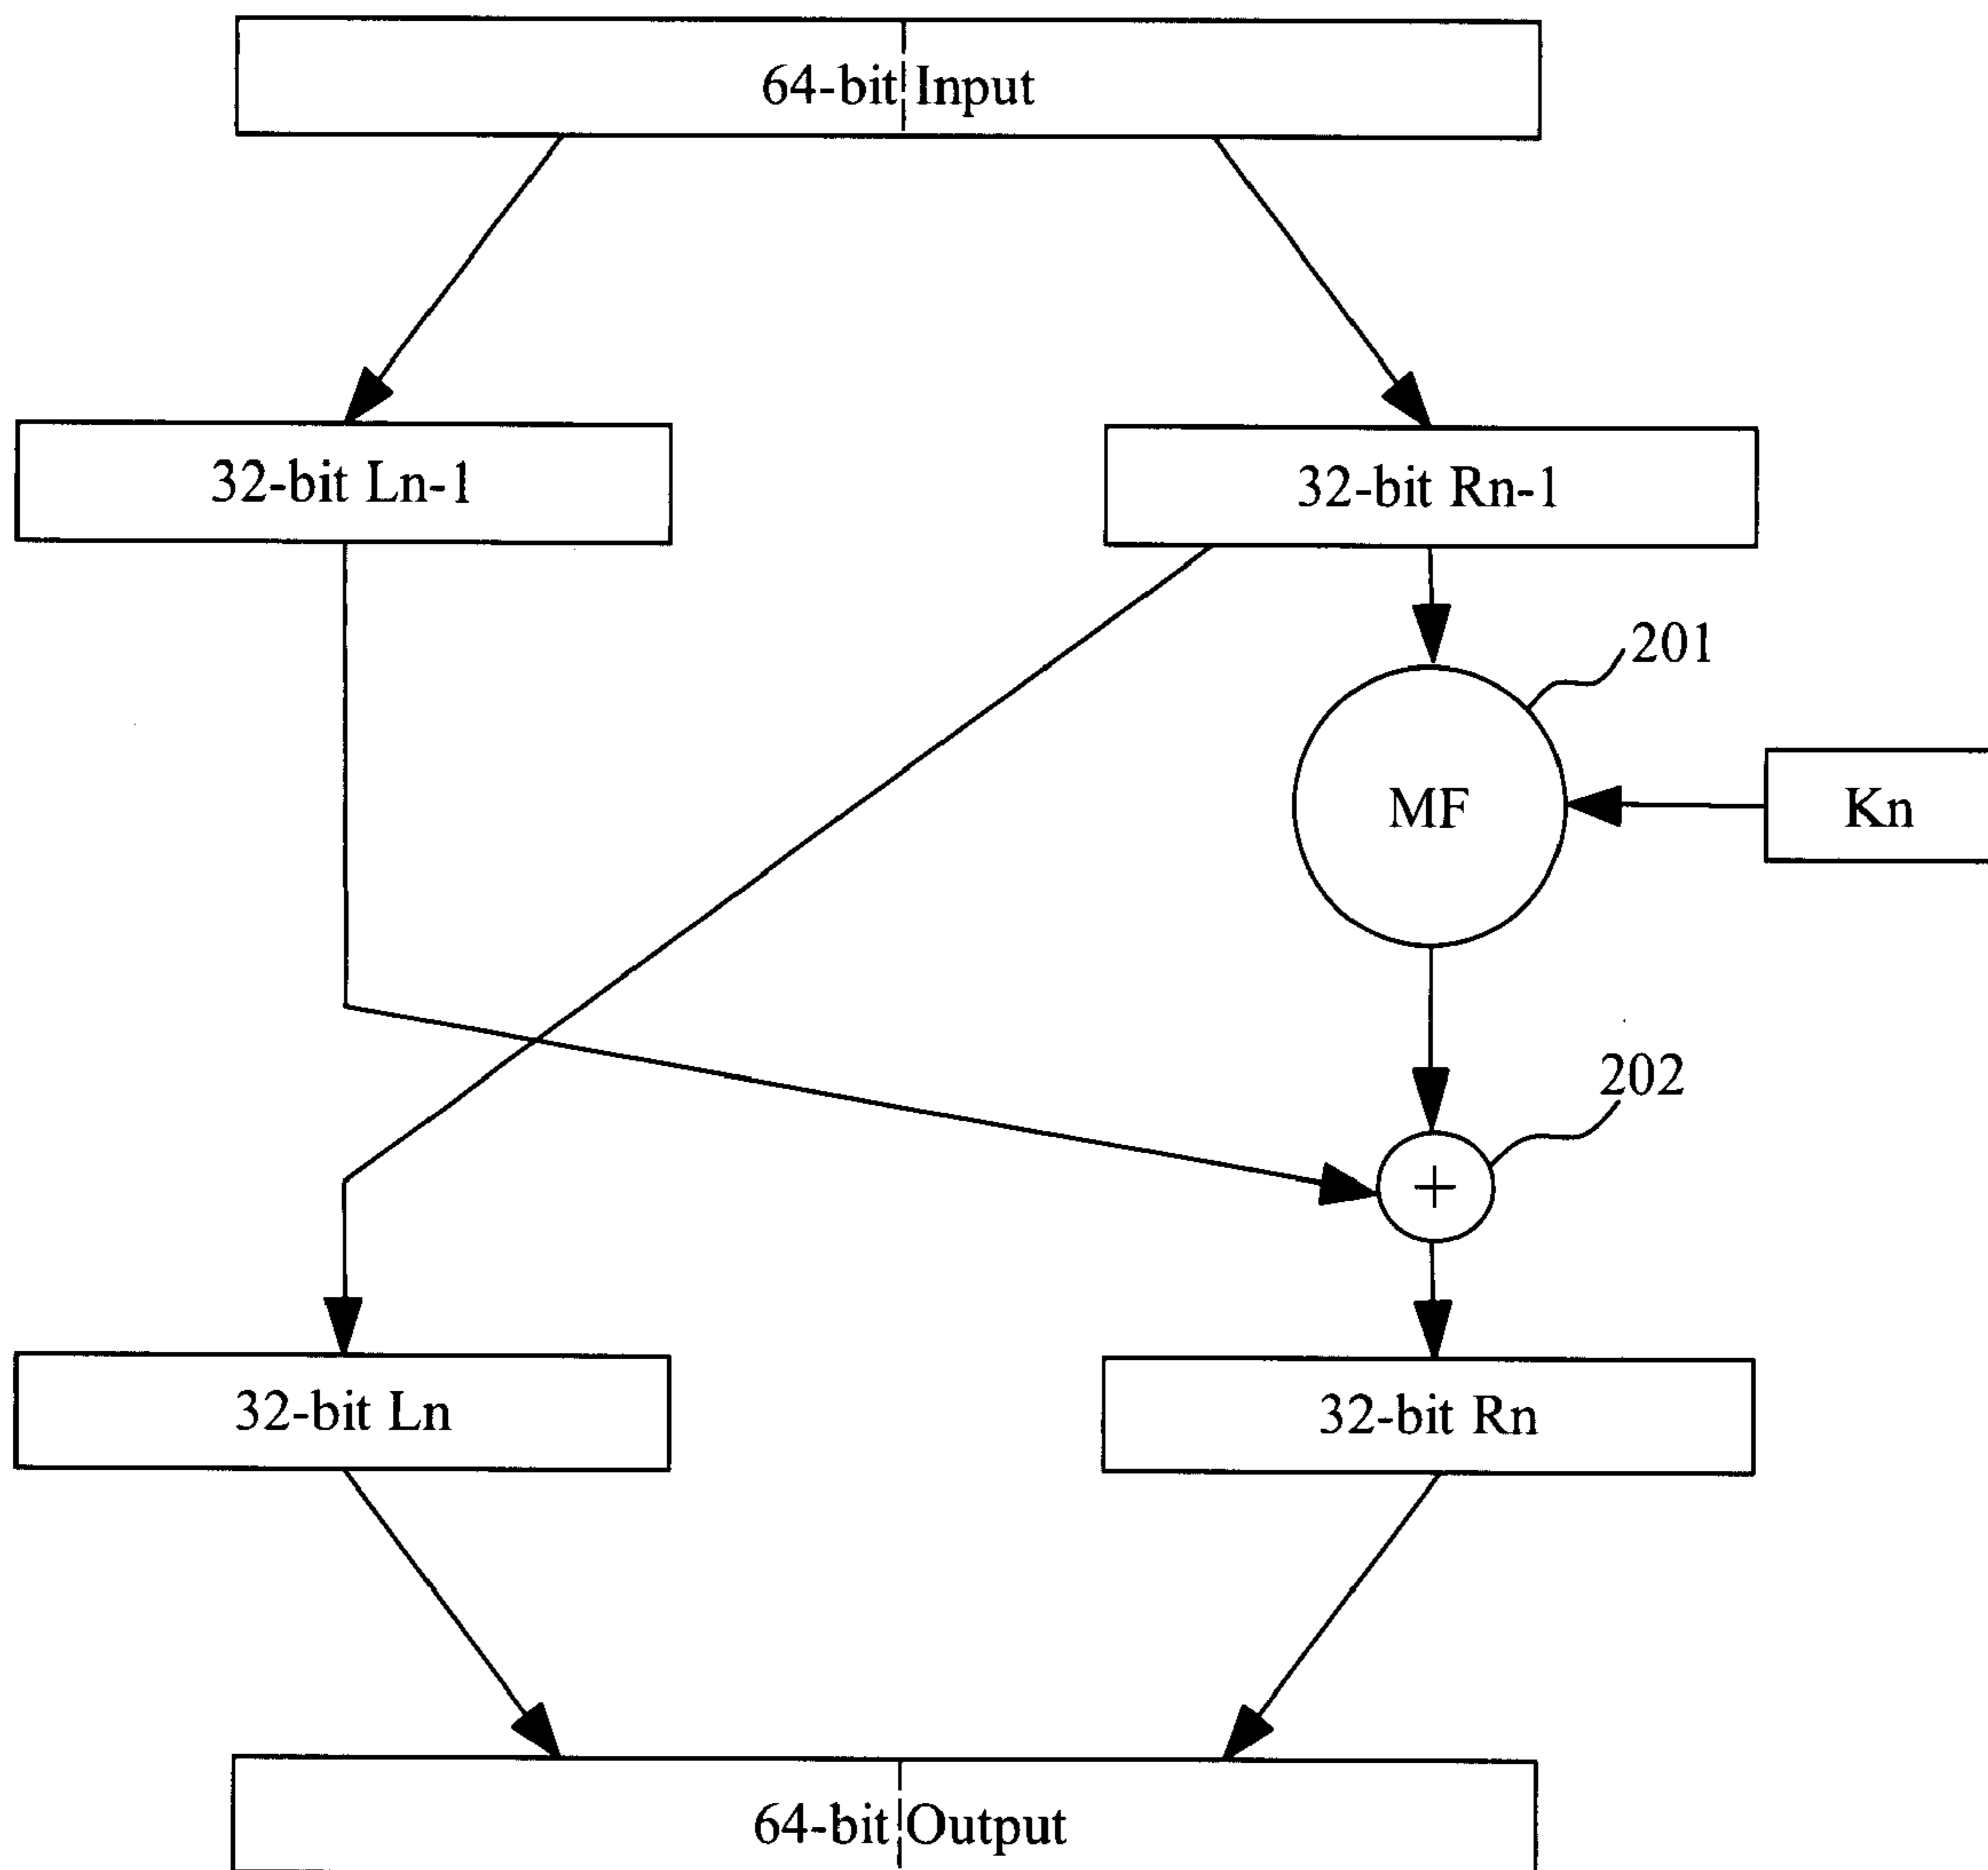 64-bit Input
32-bit Ln-1
32-bit Rn-1
201
MF
Kn
202
+
32-bit Ln
32-bit Rn
64-bit Output